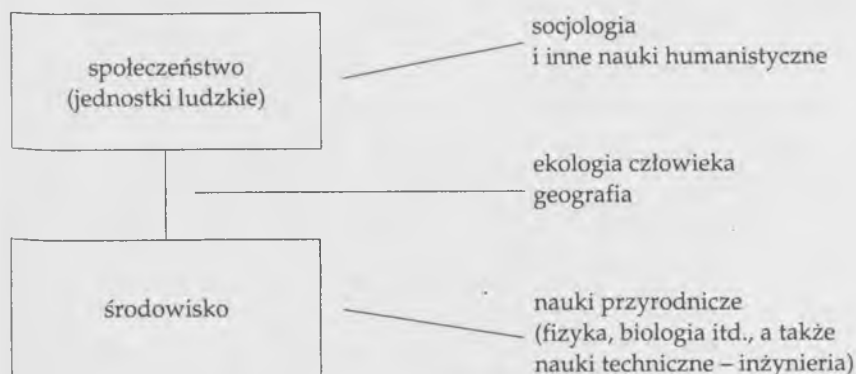 społeczeństwo
(jednostki ludzkie)
socjologia
i inne nauki humanistyczne
ekologia człowieka
geografia
środowisko
nauki przyrodnicze
(fizyka, biologia itd., a także
nauki techniczne – inżynieria)